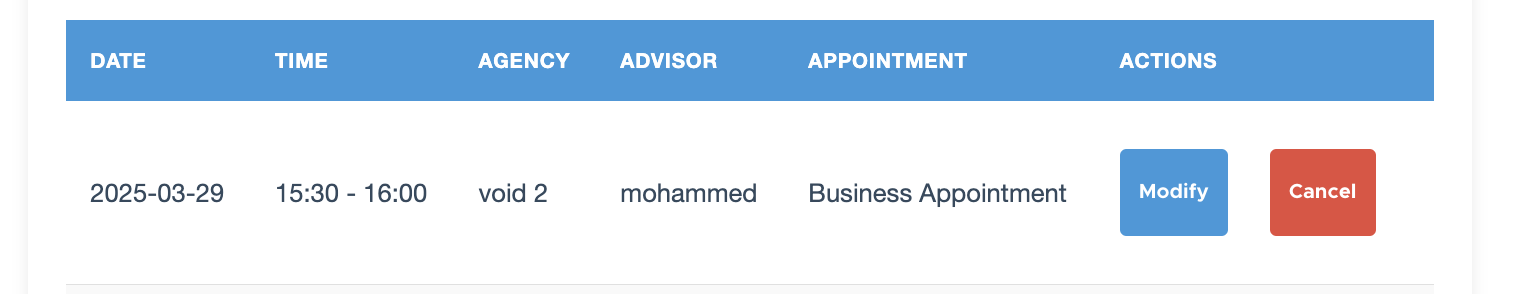 DATE TIME AGENCY ADVISOR APPOINTMENT ACTIONS
2025-03-29 15:30 - 16:00 void 2 mohammed Business Appointment Modify Cancel